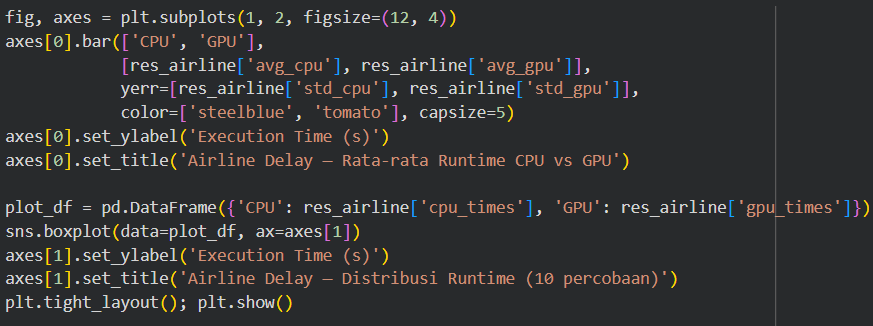 fig, axes = plt.subplots(1, 2, figsize=(12, 4))
axes[0].bar(['CPU', 'GPU'],
            [res_airline['avg_cpu'], res_airline['avg_gpu']],
            yerr=[res_airline['std_cpu'], res_airline['std_gpu']],
            color=['steelblue', 'tomato'], capsize=5)
axes[0].set_ylabel('Execution Time (s)')
axes[0].set_title('Airline Delay — Rata-rata Runtime CPU vs GPU')

plot_df = pd.DataFrame({'CPU': res_airline['cpu_times'], 'GPU': res_airline['gpu_times']})
sns.boxplot(data=plot_df, ax=axes[1])
axes[1].set_ylabel('Execution Time (s)')
axes[1].set_title('Airline Delay — Distribusi Runtime (10 percobaan)')
plt.tight_layout(); plt.show()